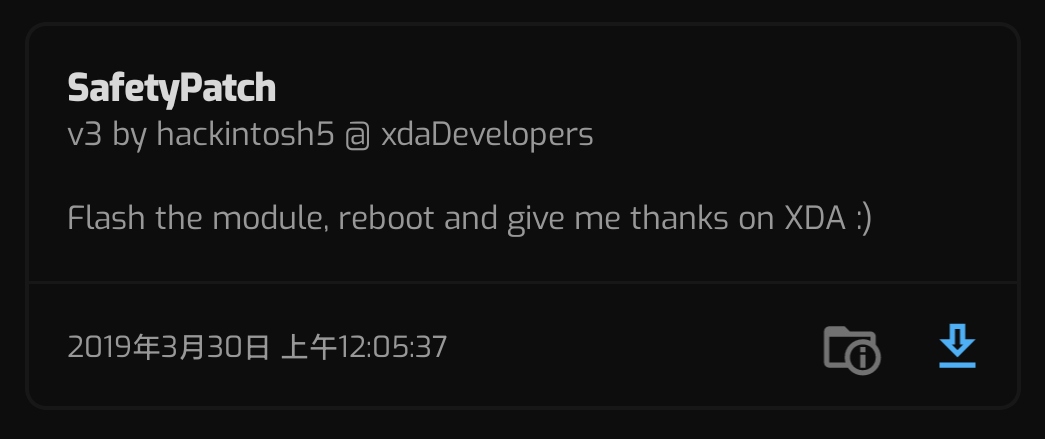 SafetyPatch
v3 by hackintosh5 @ xdaDevelopers
Flash the module, reboot and give me thanks on XDA :)
2019年3月30日 上午12:05:37